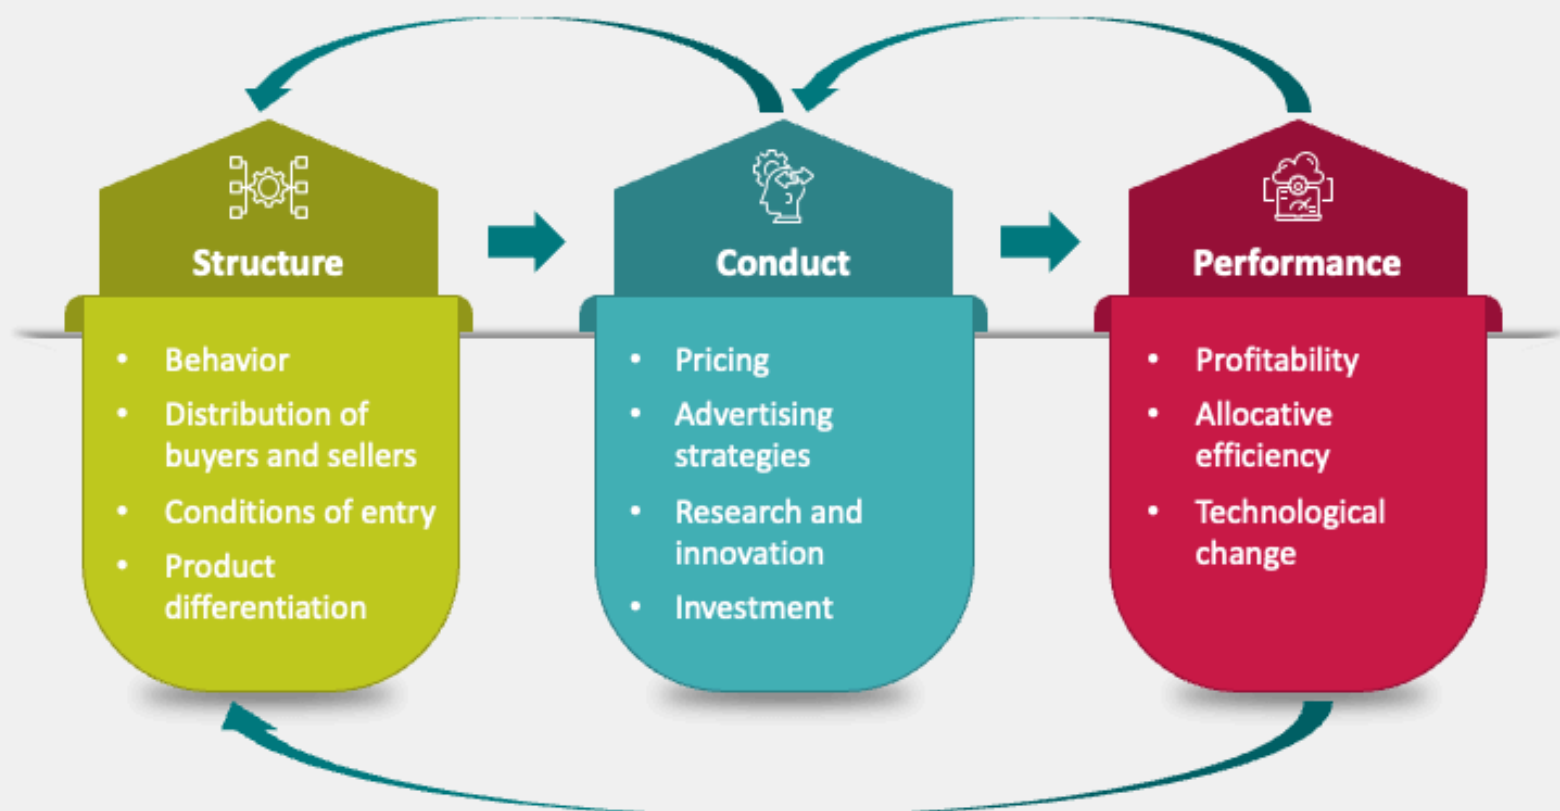 Structure
• Behavior
• Distribution of
buyers and sellers
• Conditions of entry
• Product
differentiation
Conduct
• Pricing
• Advertising
strategies
• Research and
innovation
• Investment
Performance
• Profitability
• Allocative
efficiency
• Technological
change